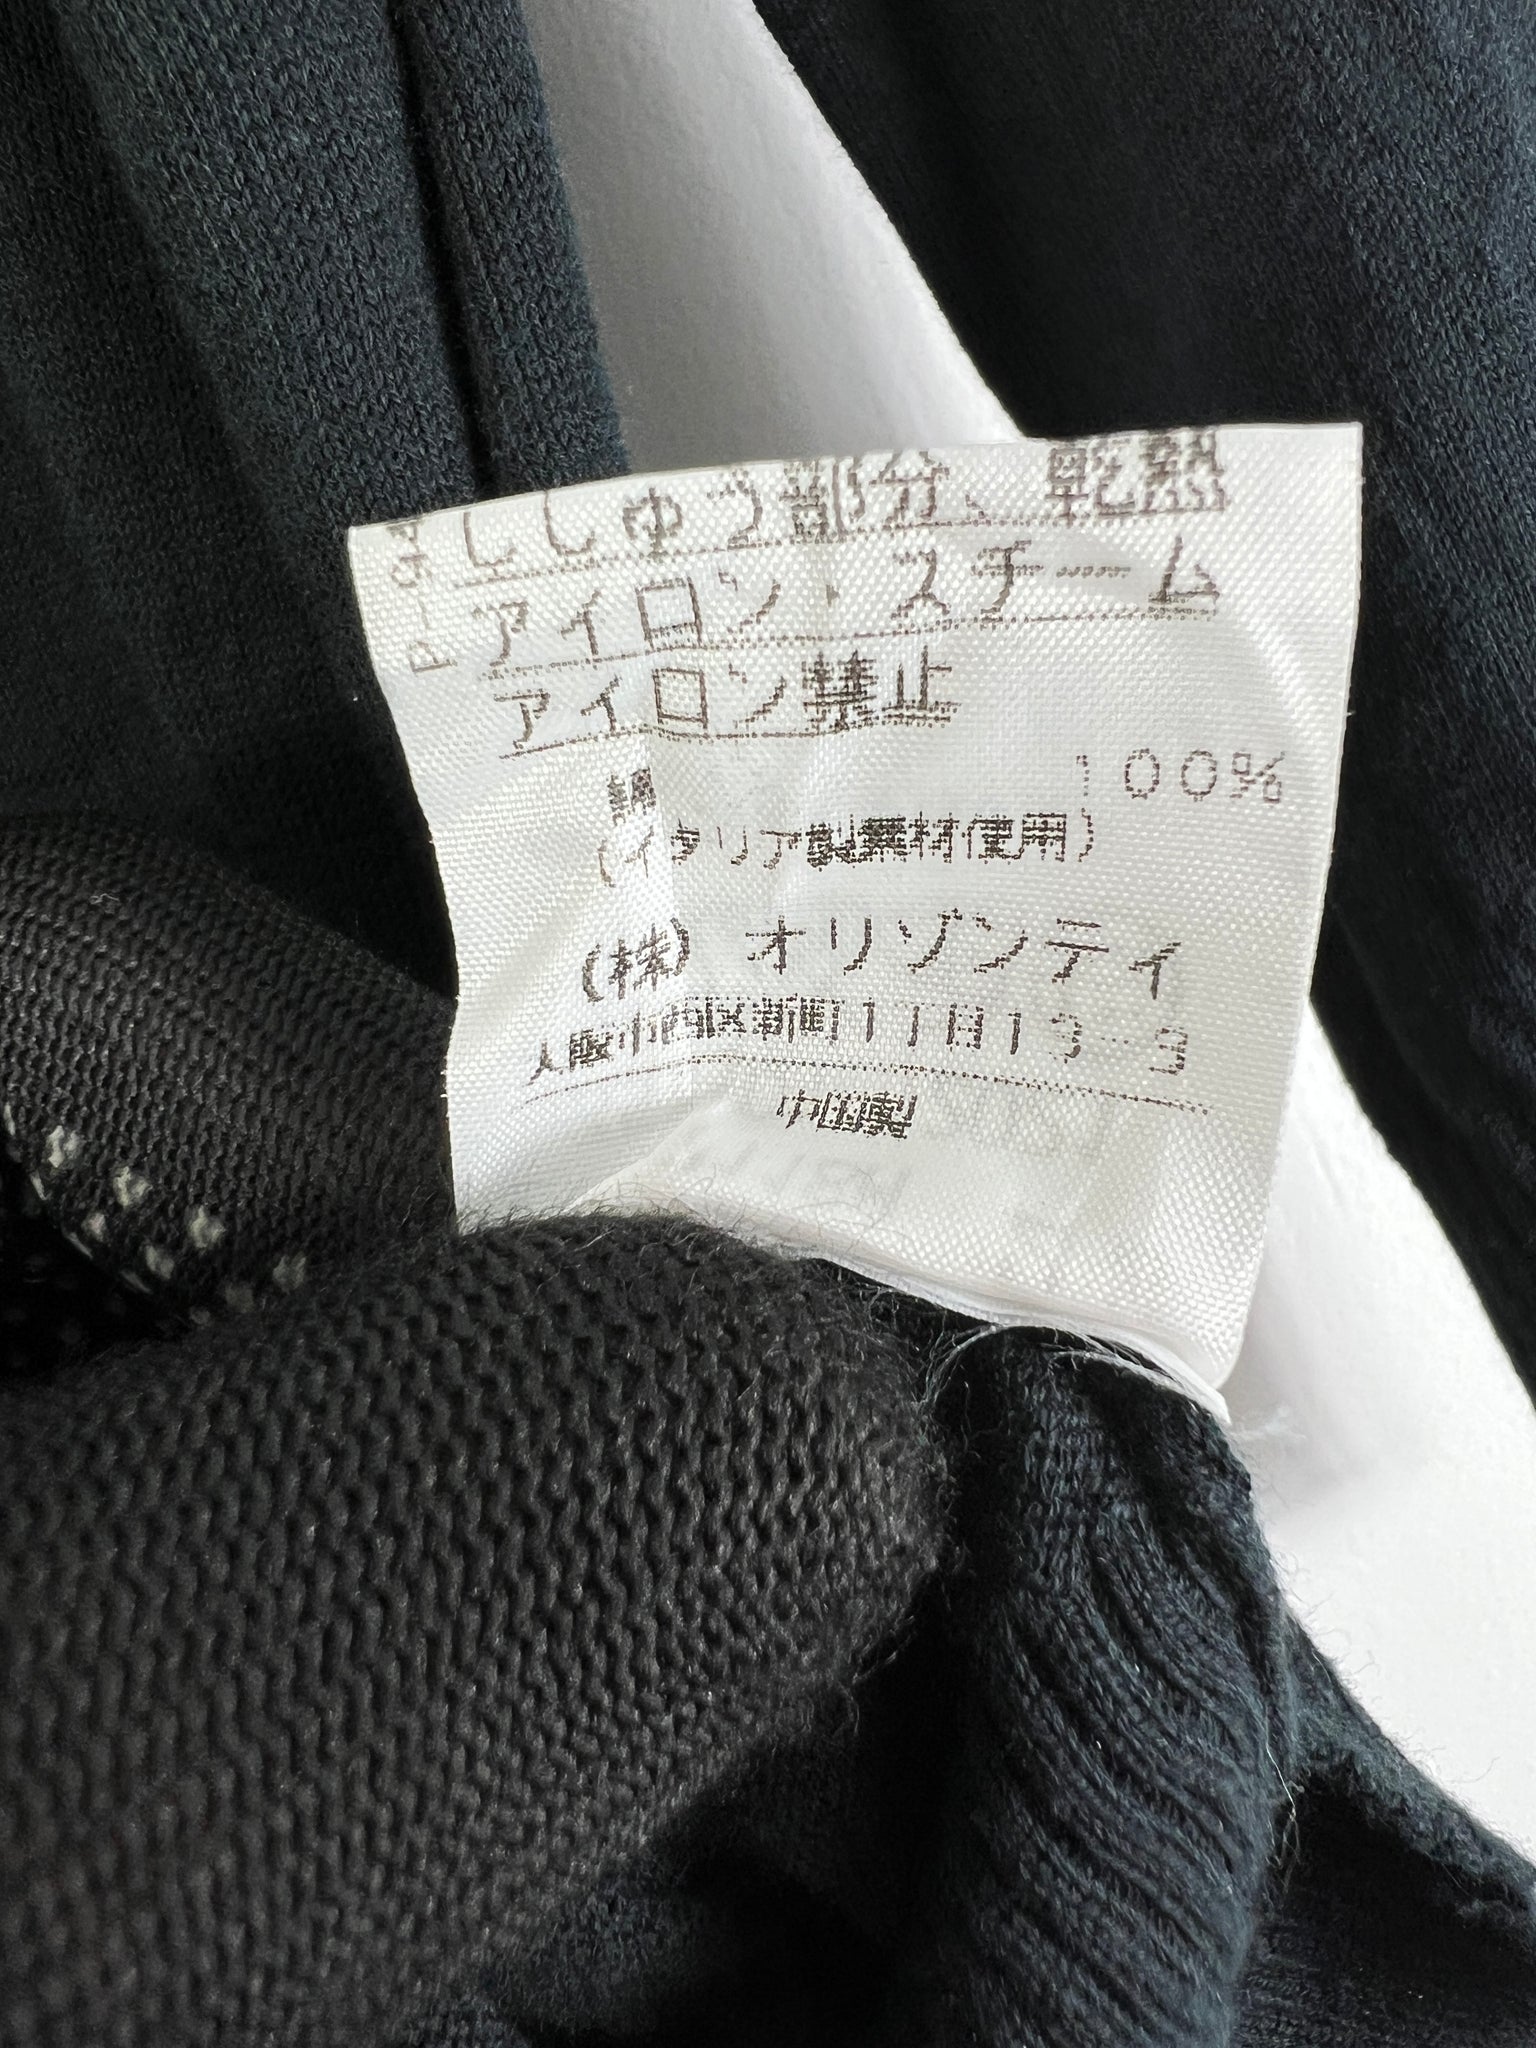 P-94
ししゅう部分、乾熱
アイロン・スチーム
アイロン禁止
綿 100%
(イタリア製素材使用)
(株) オリゾンティ
大阪市西区新町1丁目13-3
中国製